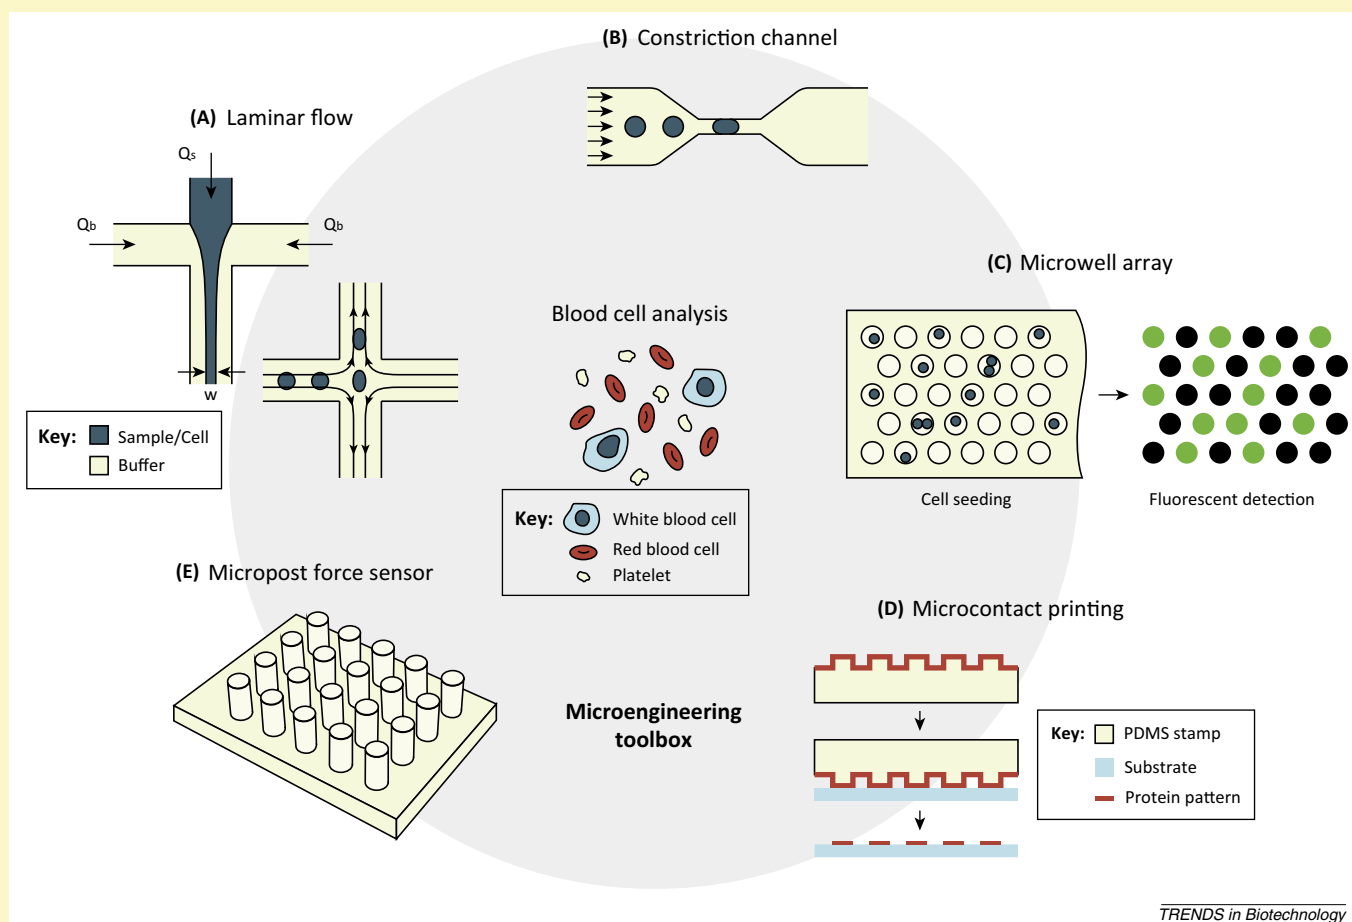 (B) Constriction channel
(A) Laminar flow
Qs
Qb
Qb
w
Key:
Sample/Cell
Buffer
Blood cell analysis
Key:
White blood cell
Red blood cell
Platelet
(C) Microwell array
Cell seeding
Fluorescent detection
(E) Micropost force sensor
Microengineering
toolbox
(D) Microcontact printing
Key:
PDMS stamp
Substrate
Protein pattern
TRENDS in Biotechnology